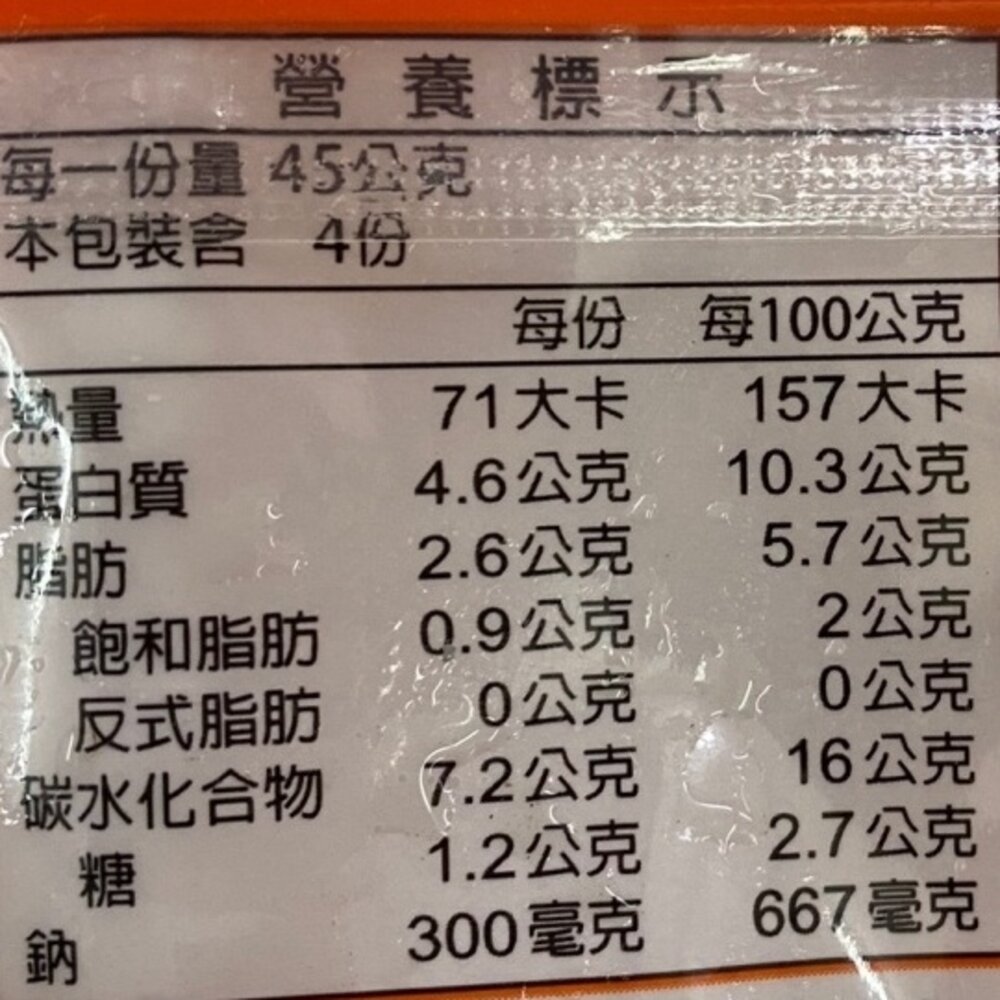 營養標示
每一份量 45公克
本包裝含 4份
每份 每100公克
熱量 71大卡 157大卡
蛋白質 4.6公克 10.3公克
脂肪 2.6公克 5.7公克
飽和脂肪 0.9公克 2公克
反式脂肪 0公克 0公克
碳水化合物 7.2公克 16公克
糖 1.2公克 2.7公克
鈉 300毫克 667毫克